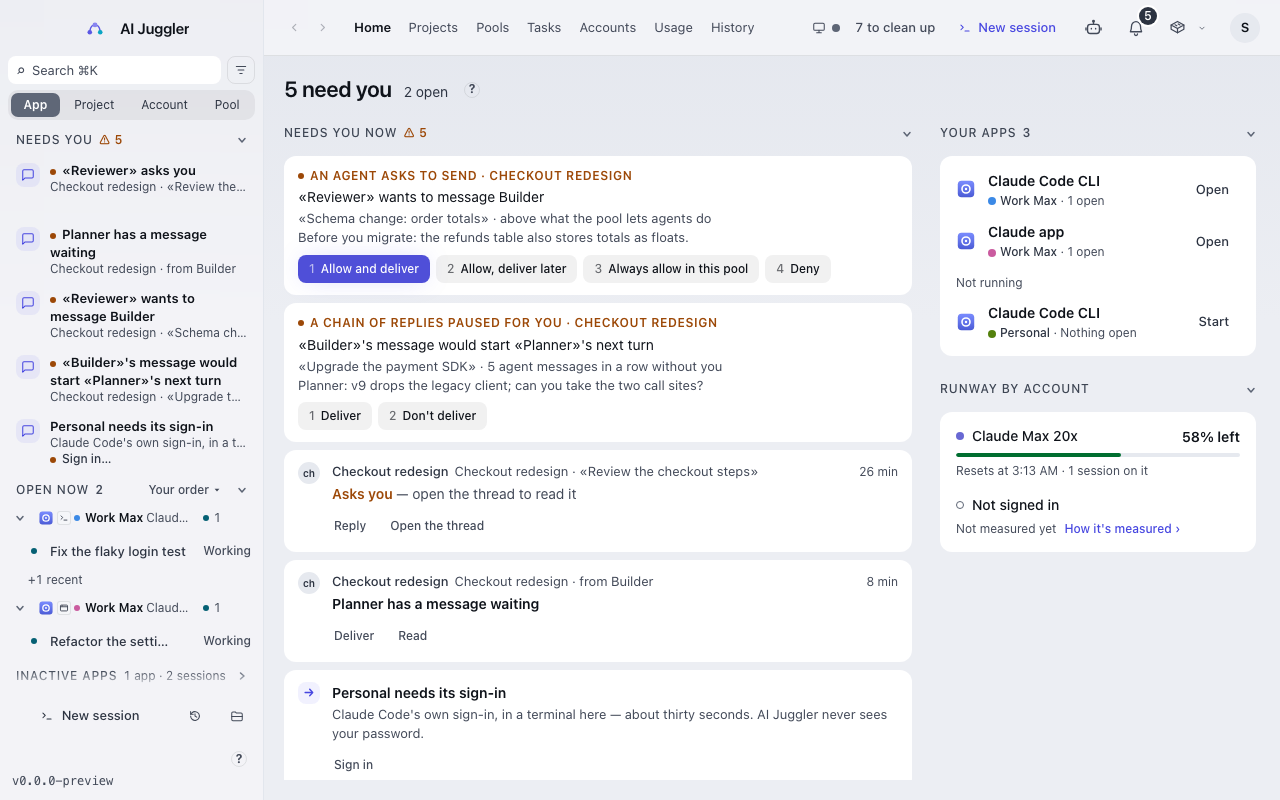 AI Juggler
Search ⌘K
App Project Account Pool
NEEDS YOU 5
«Reviewer» asks you
Checkout redesign · «Review the…
Planner has a message
waiting
Checkout redesign · from Builder
«Reviewer» wants to
message Builder
Checkout redesign · «Schema ch…
«Builder»'s message would
start «Planner»'s next turn
Checkout redesign · «Upgrade t…
Personal needs its sign-in
Claude Code's own sign-in, in a t…
Sign in…
OPEN NOW 2 Your order
Work Max Claud… 1
Fix the flaky login test Working
+1 recent
Work Max Claud… 1
Refactor the setti… Working
INACTIVE APPS 1 app · 2 sessions
New session
?
v0.0.0-preview
Home Projects Pools Tasks Accounts Usage History 7 to clean up New session 5 S
5 need you 2 open ?
NEEDS YOU NOW 5
AN AGENT ASKS TO SEND · CHECKOUT REDESIGN
«Reviewer» wants to message Builder
«Schema change: order totals» · above what the pool lets agents do
Before you migrate: the refunds table also stores totals as floats.
1 Allow and deliver 2 Allow, deliver later 3 Always allow in this pool 4 Deny
A CHAIN OF REPLIES PAUSED FOR YOU · CHECKOUT REDESIGN
«Builder»'s message would start «Planner»'s next turn
«Upgrade the payment SDK» · 5 agent messages in a row without you
Planner: v9 drops the legacy client; can you take the two call sites?
1 Deliver 2 Don't deliver
ch Checkout redesign Checkout redesign · «Review the checkout steps» 26 min
Asks you — open the thread to read it
Reply Open the thread
ch Checkout redesign Checkout redesign · from Builder 8 min
Planner has a message waiting
Deliver Read
Personal needs its sign-in
Claude Code's own sign-in, in a terminal here — about thirty seconds. AI Juggler never sees
your password.
Sign in
YOUR APPS 3
Claude Code CLI Open
Work Max · 1 open
Claude app Open
Work Max · 1 open
Not running
Claude Code CLI Start
Personal · Nothing open
RUNWAY BY ACCOUNT
Claude Max 20x 58% left
Resets at 3:13 AM · 1 session on it
Not signed in
Not measured yet How it's measured ›